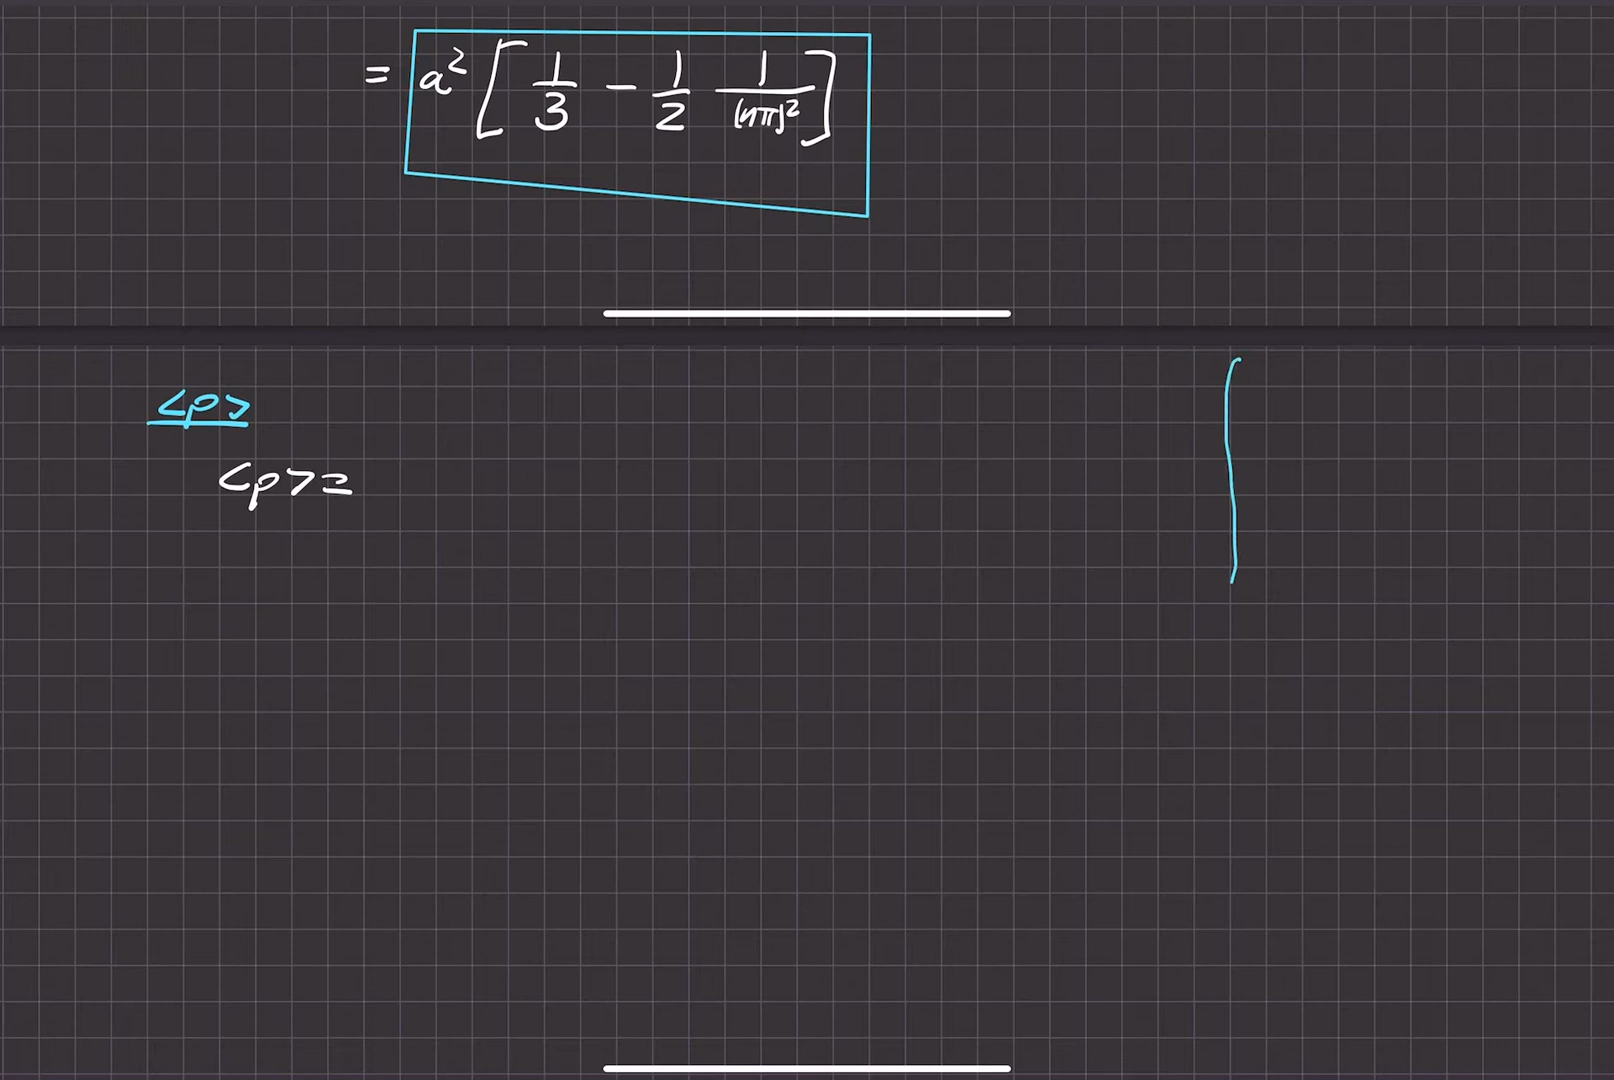 = a² [ 1/3 - 1/2 1/(nπ)² ]
<p>
<p> =